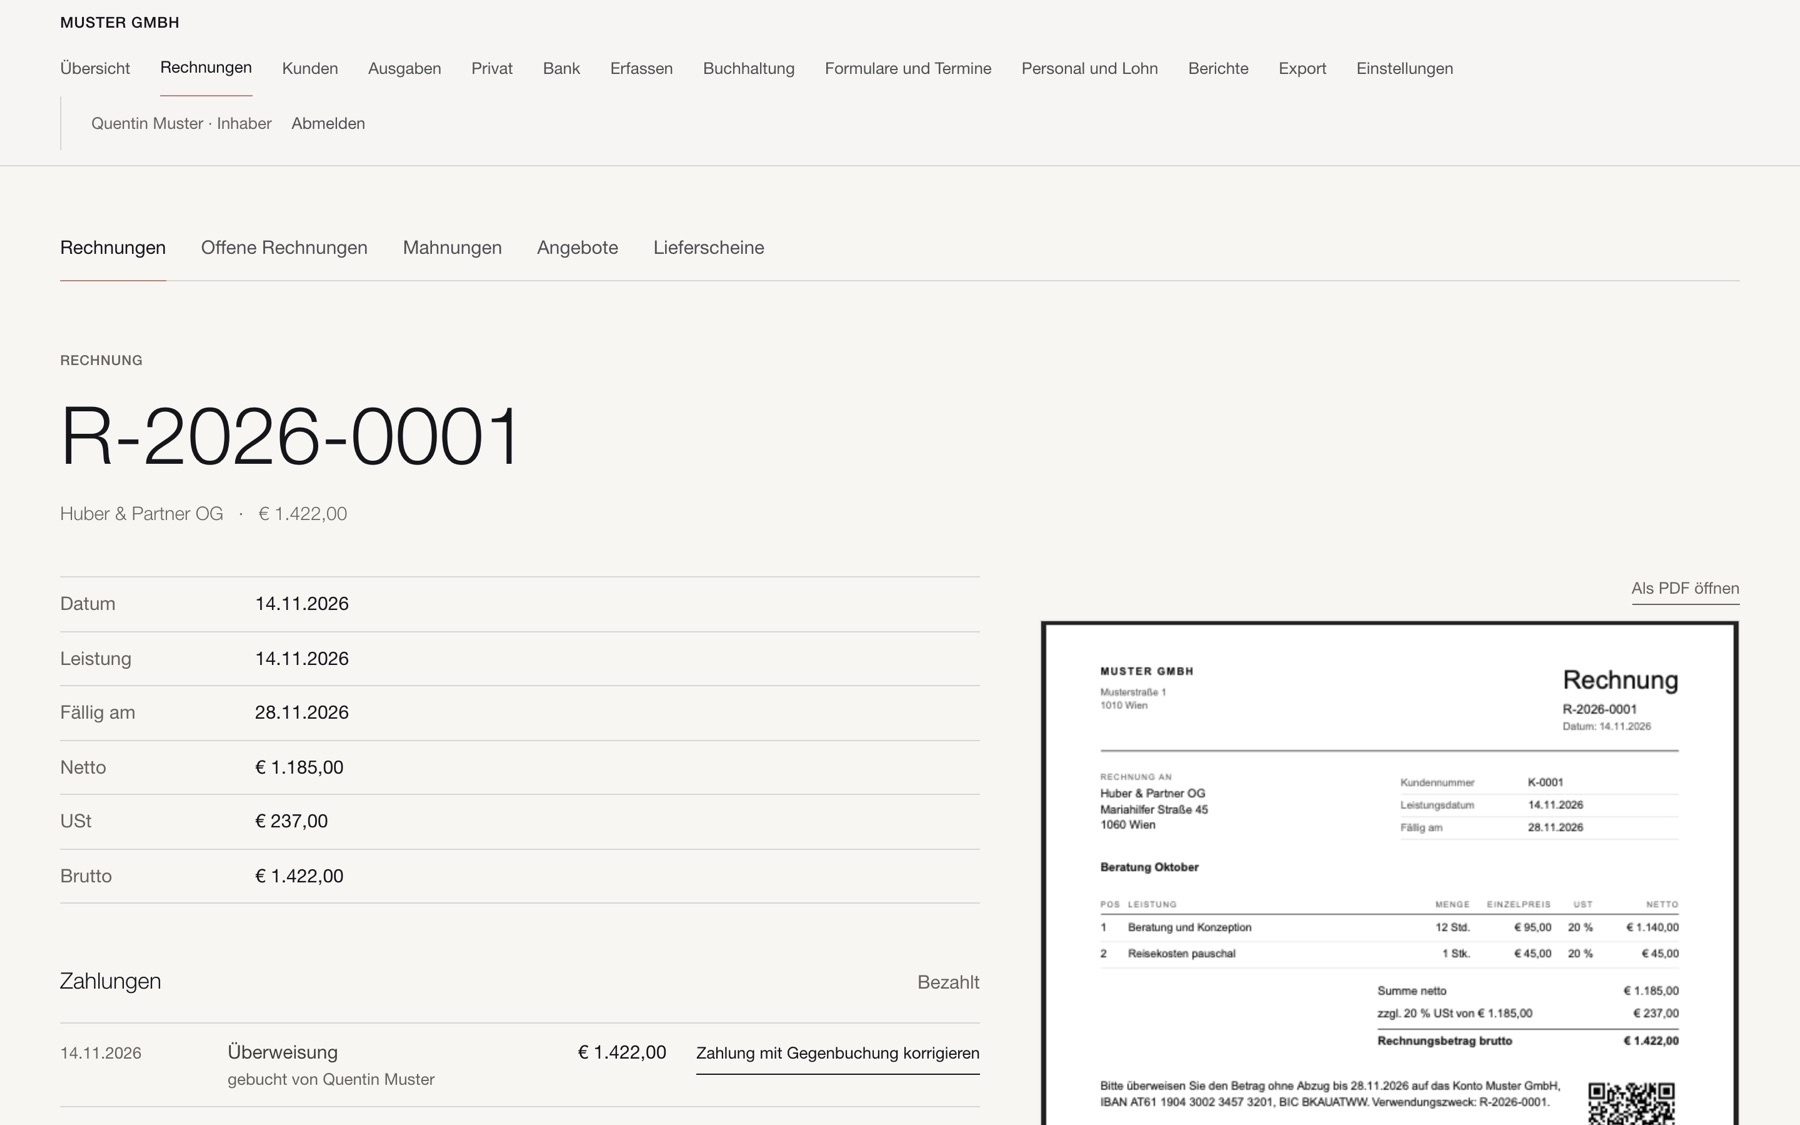 MUSTER GMBH
Übersicht Rechnungen Kunden Ausgaben Privat Bank Erfassen Buchhaltung Formulare und Termine Personal und Lohn Berichte Export Einstellungen
Quentin Muster · Inhaber Abmelden
Rechnungen Offene Rechnungen Mahnungen Angebote Lieferscheine
RECHNUNG
R-2026-0001
Huber & Partner OG · € 1.422,00
Datum 14.11.2026
Leistung 14.11.2026
Fällig am 28.11.2026
Netto € 1.185,00
USt € 237,00
Brutto € 1.422,00
Zahlungen Bezahlt
14.11.2026 Überweisung € 1.422,00 Zahlung mit Gegenbuchung korrigieren
gebucht von Quentin Muster
Als PDF öffnen
MUSTER GMBH
Musterstraße 1
1010 Wien
Rechnung
R-2026-0001
Datum: 14.11.2026
RECHNUNG AN
Huber & Partner OG
Mariahilfer Straße 45
1060 Wien
Kundennummer K-0001
Leistungsdatum 14.11.2026
Fällig am 28.11.2026
Beratung Oktober
POS LEISTUNG MENGE EINZELPREIS UST NETTO
1 Beratung und Konzeption 12 Std. € 95,00 20 % € 1.140,00
2 Reisekosten pauschal 1 Stk. € 45,00 20 % € 45,00
Summe netto € 1.185,00
zzgl. 20 % USt von € 1.185,00 € 237,00
Rechnungsbetrag brutto € 1.422,00
Bitte überweisen Sie den Betrag ohne Abzug bis 28.11.2026 auf das Konto Muster GmbH,
IBAN AT61 1904 3002 3457 3201, BIC BKAUATWW. Verwendungszweck: R-2026-0001.